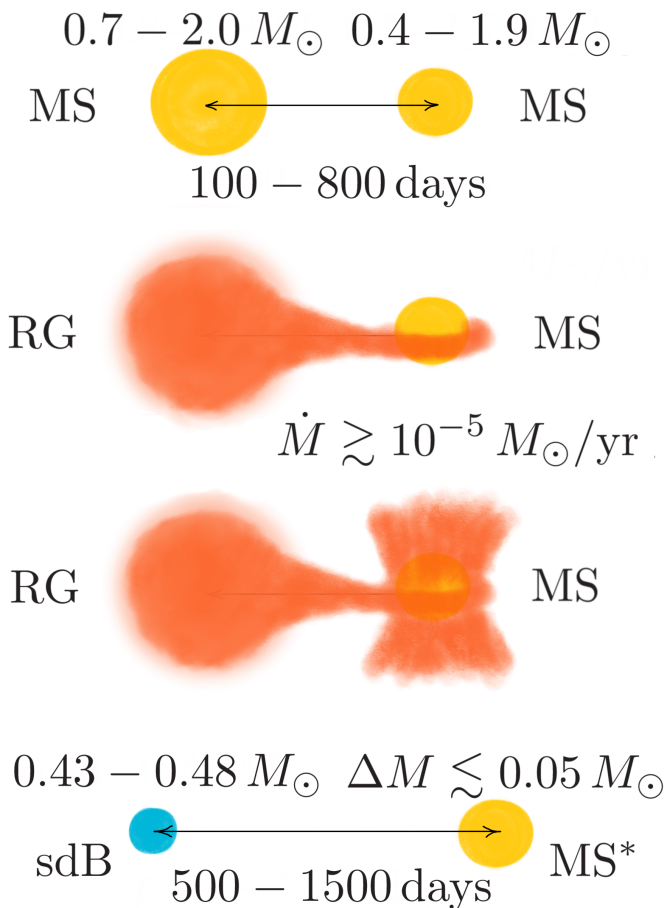 0.7 − 2.0 M⊙ 0.4 − 1.9 M⊙
MS MS
100 − 800 days
RG MS
Ṁ ≳ 10⁻⁵ M⊙/yr
RG MS
0.43 − 0.48 M⊙ ΔM ≲ 0.05 M⊙
sdB MS*
500 − 1500 days